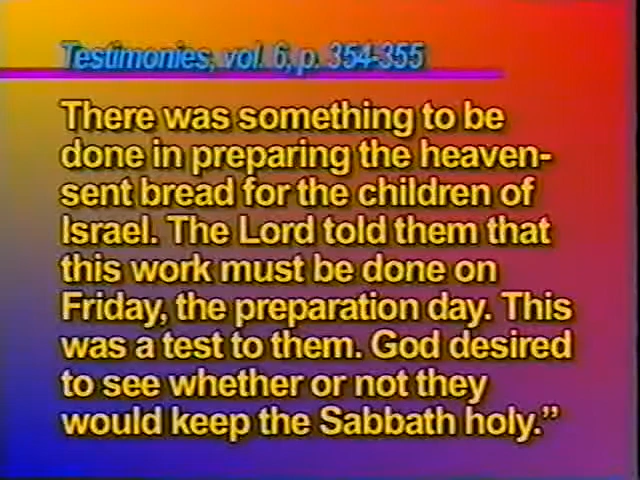 Testimonies, vol. 6, p. 354-355
There was something to be
done in preparing the heaven-
sent bread for the children of
Israel. The Lord told them that
this work must be done on
Friday, the preparation day. This
was a test to them. God desired
to see whether or not they
would keep the Sabbath holy.”